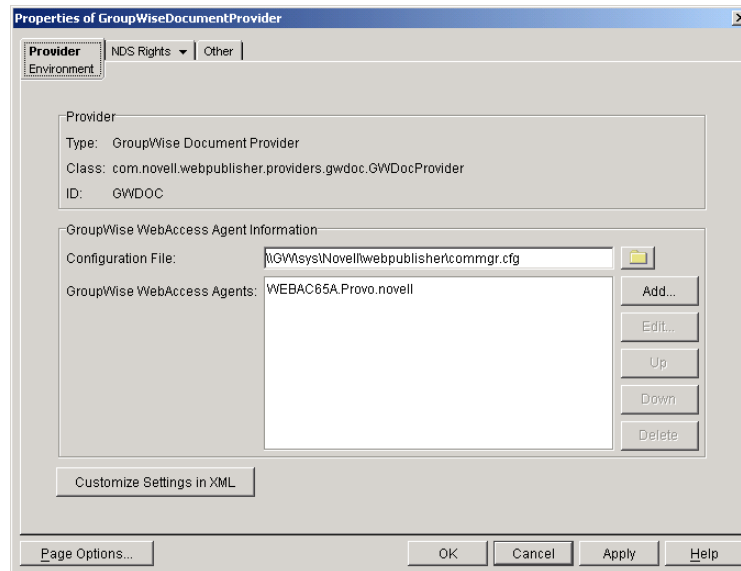 Properties of GroupWiseDocumentProvider
Provider
NDS Rights
Other
Environment
Provider
Type: GroupWise Document Provider
Class: com.novell.webpublisher.providers.gwdoc.GWDocProvider
ID: GWDOC
GroupWise WebAccess Agent Information
Configuration File: \\GW\sys\Novell\webpublisher\commgr.cfg
GroupWise WebAccess Agents: WEBAC65A.Provo.novell
Add...
Edit...
Up
Down
Delete
Customize Settings in XML
Page Options...
OK
Cancel
Apply
Help